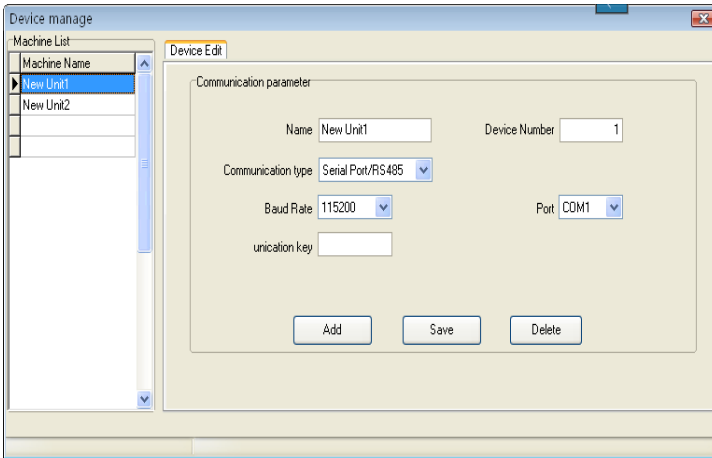 Device manage
Machine List
Machine Name
New Unit1
New Unit2
Device Edit
Communication parameter
Name New Unit1 Device Number 1
Communication type Serial Port/RS485
Baud Rate 115200 Port COM1
unication key
Add Save Delete